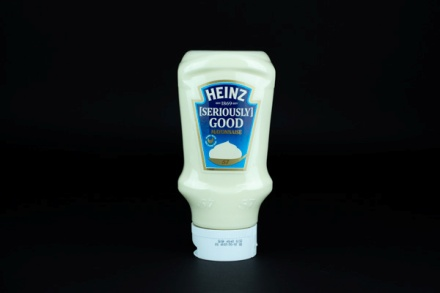 HEINZ
1869
[SERIOUSLY]
GOOD
MAYONNAISE